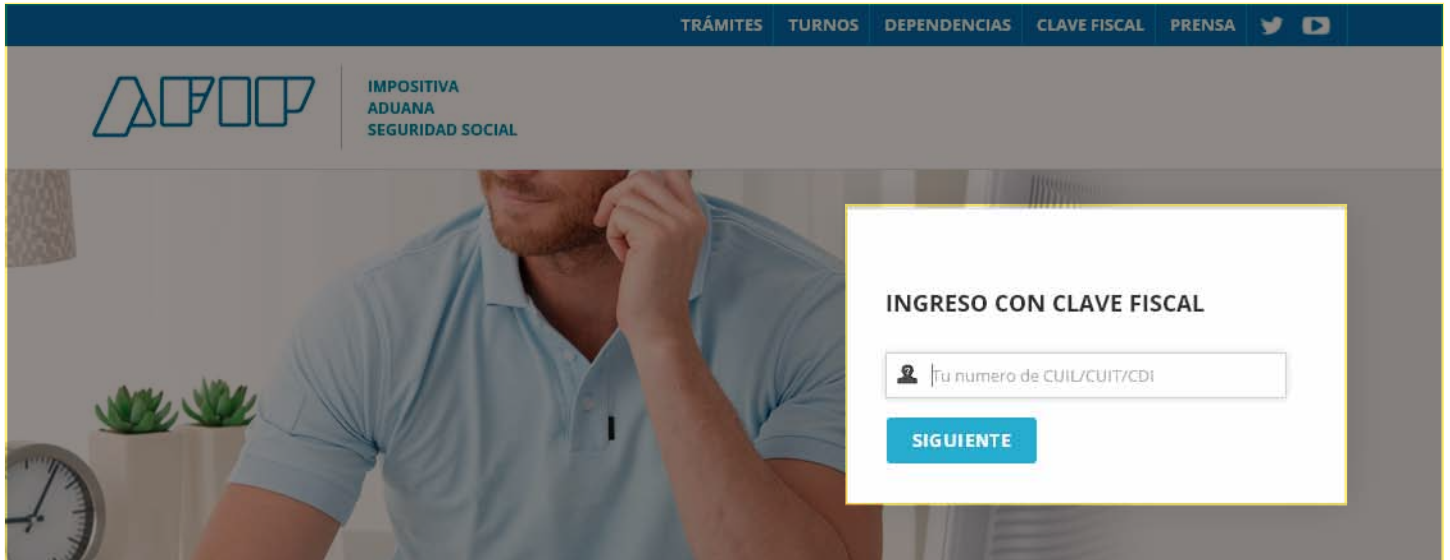 TRÁMITES TURNOS DEPENDENCIAS CLAVE FISCAL PRENSA
AFIP
IMPOSITIVA
ADUANA
SEGURIDAD SOCIAL
INGRESO CON CLAVE FISCAL
Tu numero de CUIL/CUIT/CDI
SIGUIENTE